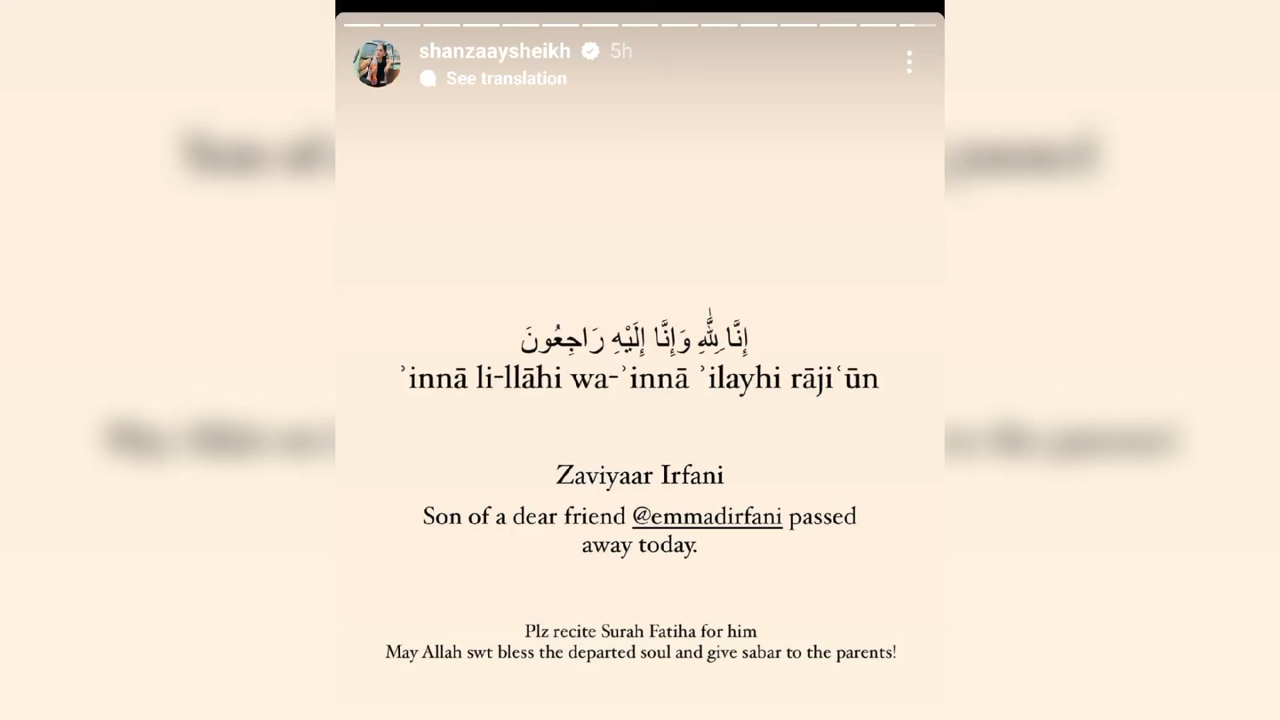 shanzaaysheikh 5h
See translation
إِنَّا لِلَّٰهِ وَإِنَّا إِلَيْهِ رَاجِعُونَ
ʾinnā li-llāhi wa-ʾinnā ʾilayhi rājiʿūn
Zaviyaar Irfani
Son of a dear friend @emmadirfani passed
away today.
Plz recite Surah Fatiha for him
May Allah swt bless the departed soul and give sabar to the parents!